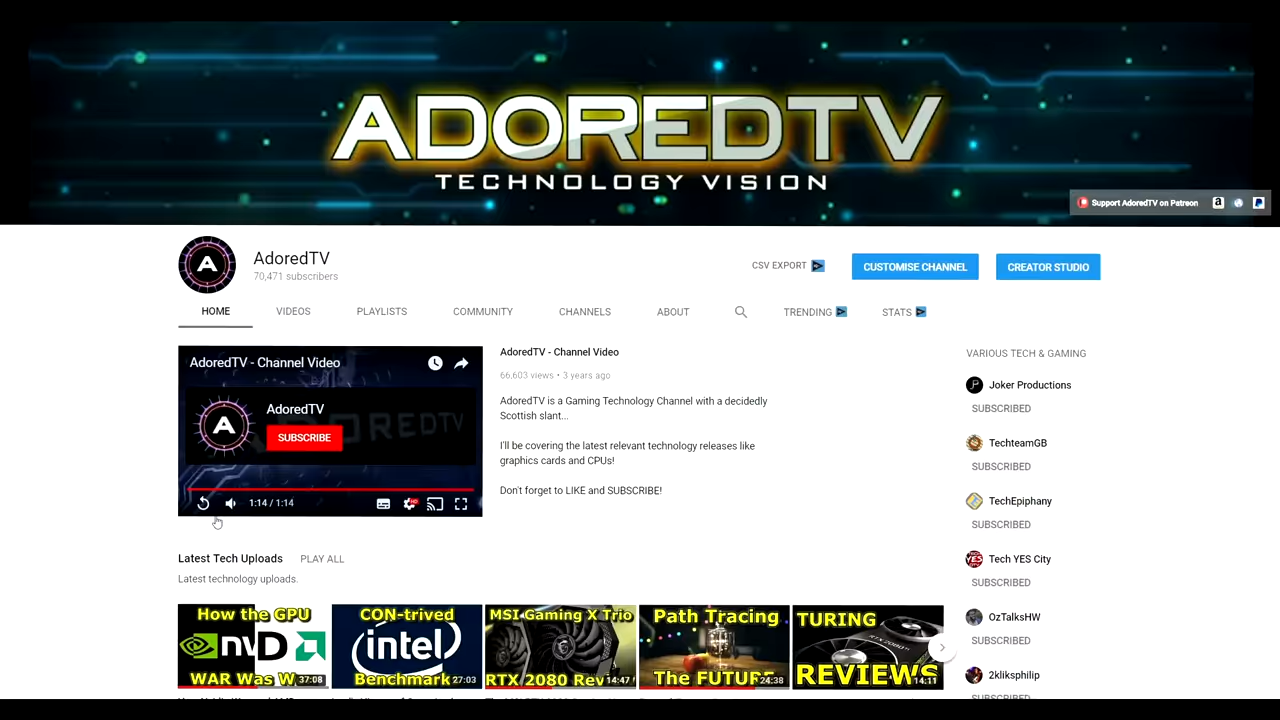 ADOREDTV
TECHNOLOGY VISION
Support AdoredTV on Patreon
AdoredTV
70,471 subscribers
CSV EXPORT
CUSTOMISE CHANNEL
CREATOR STUDIO
HOME
VIDEOS
PLAYLISTS
COMMUNITY
CHANNELS
ABOUT
TRENDING
STATS
AdoredTV - Channel Video
AdoredTV
SUBSCRIBE
1:14 / 1:14
AdoredTV - Channel Video
66,603 views • 3 years ago
AdoredTV is a Gaming Technology Channel with a decidedly
Scottish slant...
I'll be covering the latest relevant technology releases like
graphics cards and CPUs!
Don't forget to LIKE and SUBSCRIBE!
VARIOUS TECH & GAMING
Joker Productions
SUBSCRIBED
TechteamGB
SUBSCRIBED
TechEpiphany
SUBSCRIBED
Tech YES City
SUBSCRIBED
OzTalksHW
SUBSCRIBED
2kliksphilip
SUBSCRIBED
Latest Tech Uploads
PLAY ALL
Latest technology uploads.
How the GPU
WAR Was W
37:08
CON-trived
intel
Benchmark
27:03
MSI Gaming X Trio
RTX 2080 Rev
14:47
Path Tracing
The FUTUR
24:38
TURING
RTX 2080
REVIEWS
14:11